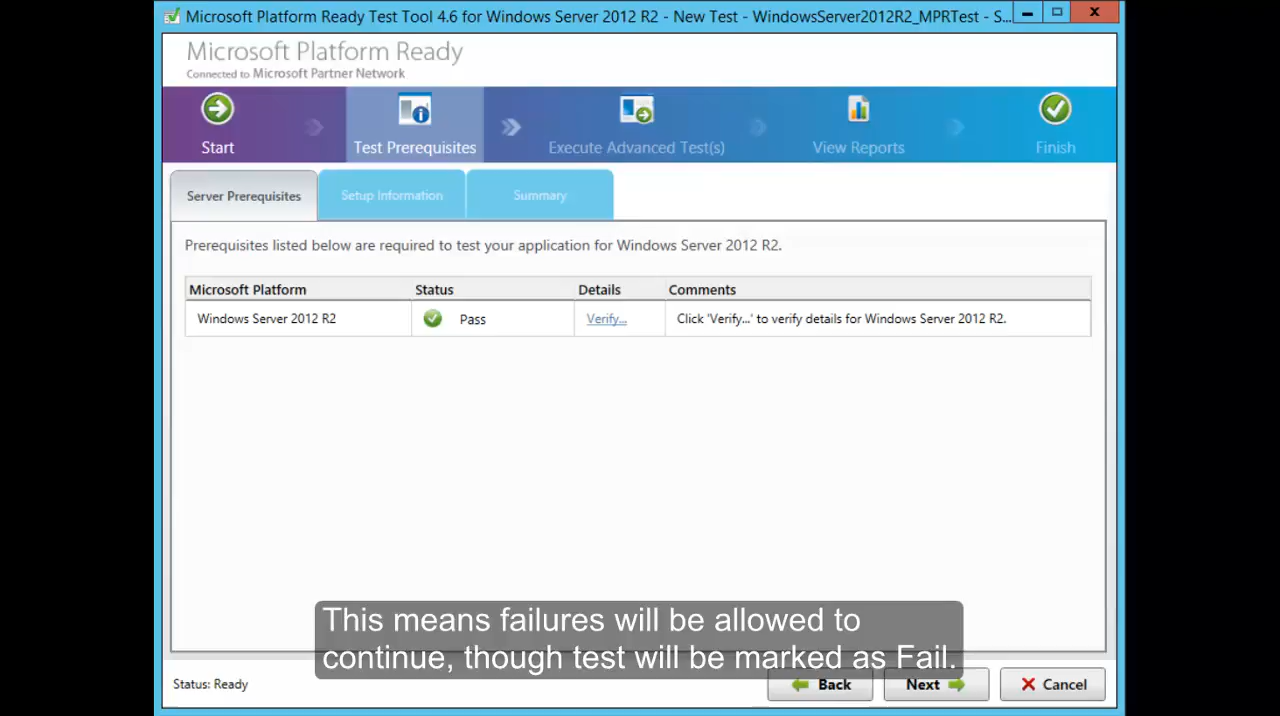 Microsoft Platform Ready Test Tool 4.6 for Windows Server 2012 R2 - New Test - WindowsServer2012R2_MPRTest - S...
Microsoft Platform Ready
Connected to Microsoft Partner Network
Start
Test Prerequisites
Execute Advanced Test(s)
View Reports
Finish
Server Prerequisites
Setup Information
Summary
Prerequisites listed below are required to test your application for Windows Server 2012 R2.
Microsoft Platform Status Details Comments
Windows Server 2012 R2 Pass Verify... Click 'Verify...' to verify details for Windows Server 2012 R2.
This means failures will be allowed to
continue, though test will be marked as Fail.
Status: Ready
Back
Next
Cancel